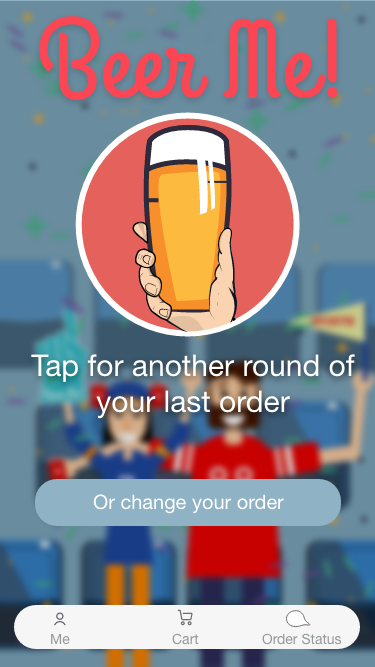 Beer Me!
Tap for another round of
your last order
Or change your order
Me
Cart
Order Status